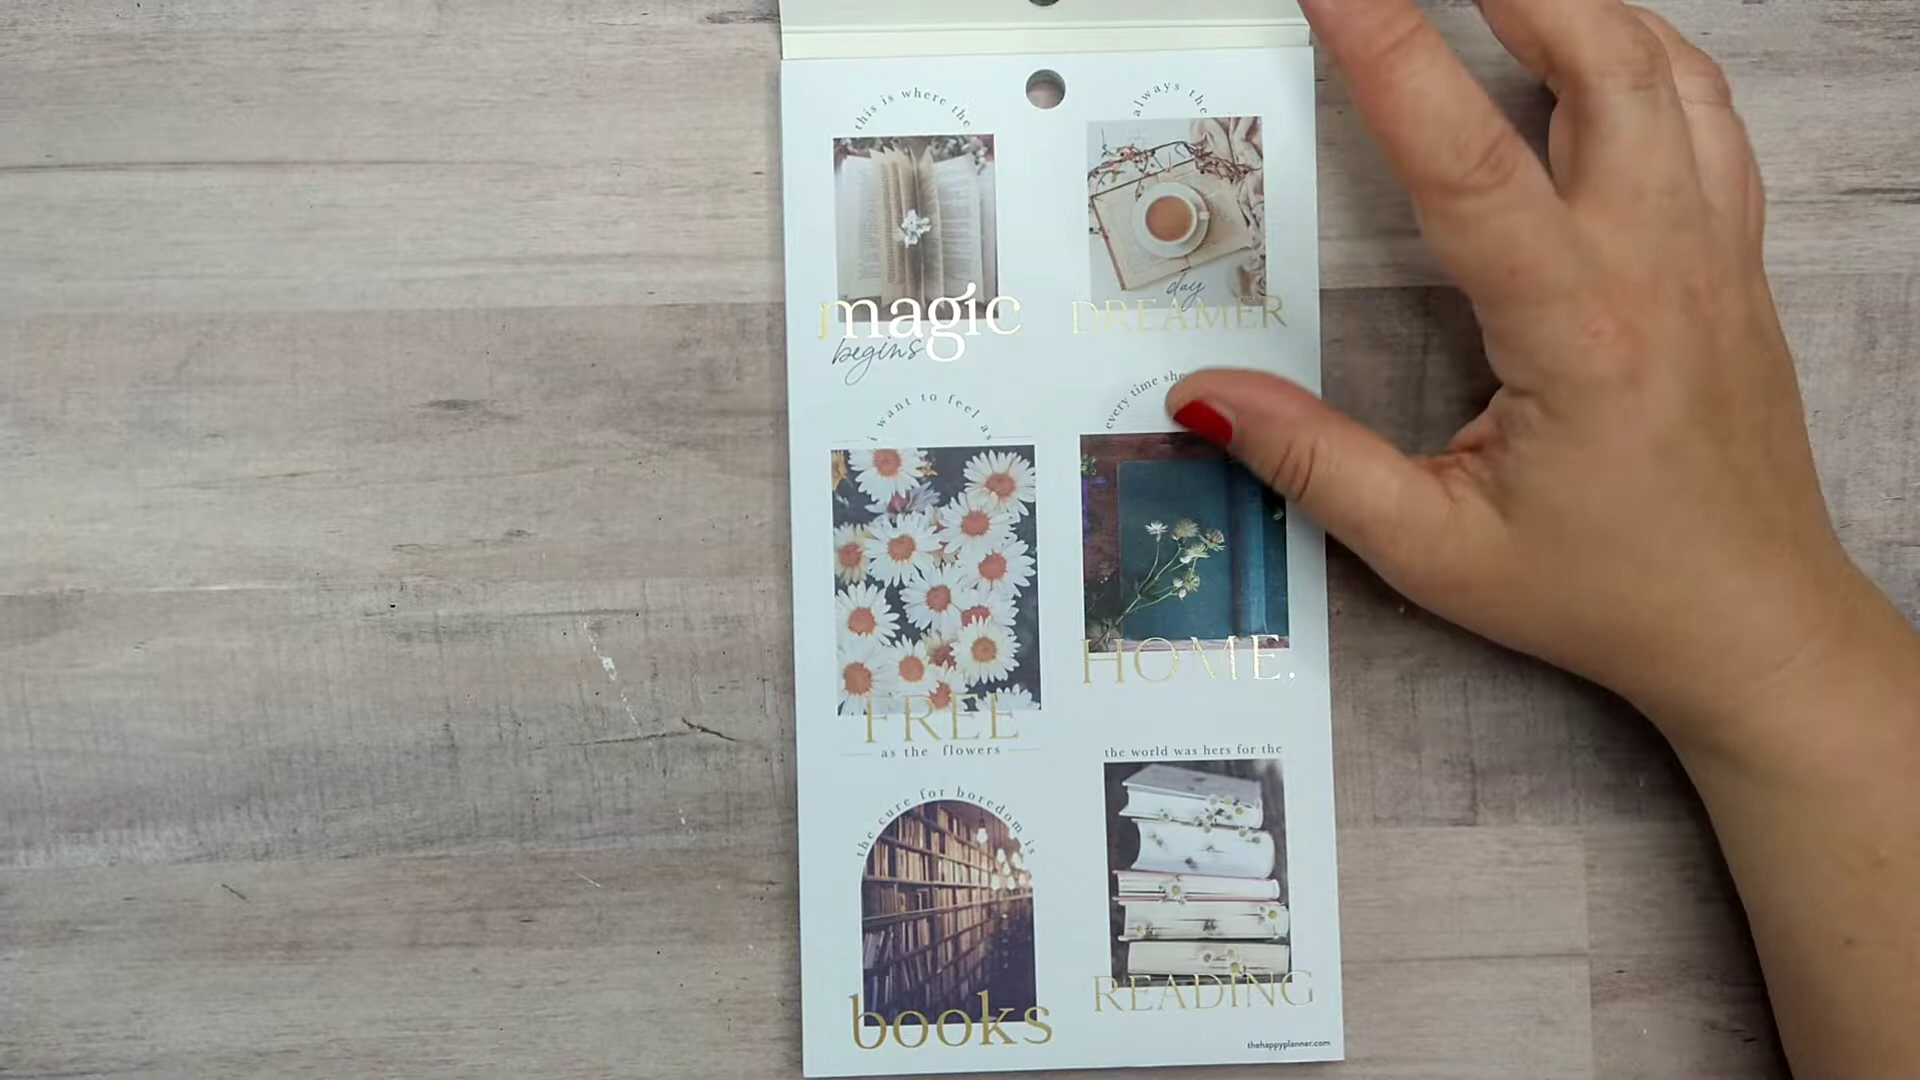 this is where the
magic
begins
always the
day
DREAMER
i want to feel as
FREE
as the flowers
every time
HOME.
the cure for boredom is
books
the world was hers for the
READING
thehappyplanner.com